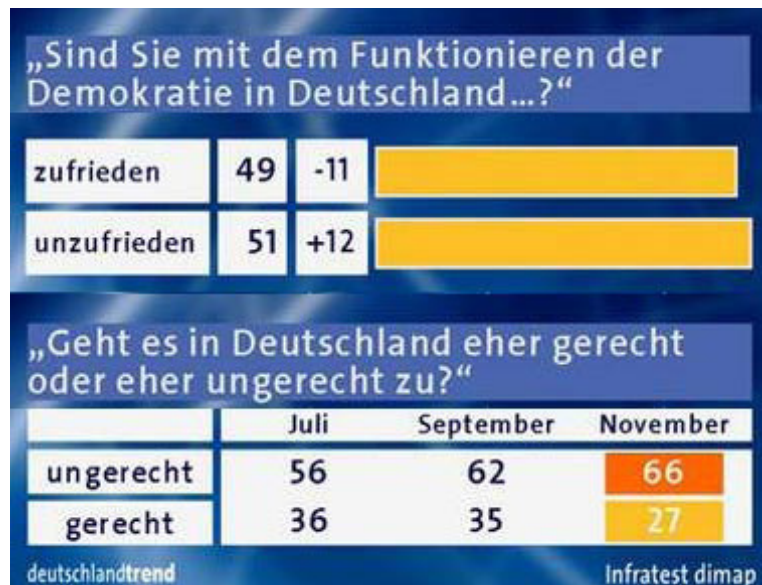 „Sind Sie mit dem Funktionieren der
Demokratie in Deutschland...?“
zufrieden 49 -11
unzufrieden 51 +12
„Geht es in Deutschland eher gerecht
oder eher ungerecht zu?“
Juli September November
ungerecht 56 62 66
gerecht 36 35 27
deutschlandtrend Infratest dimap